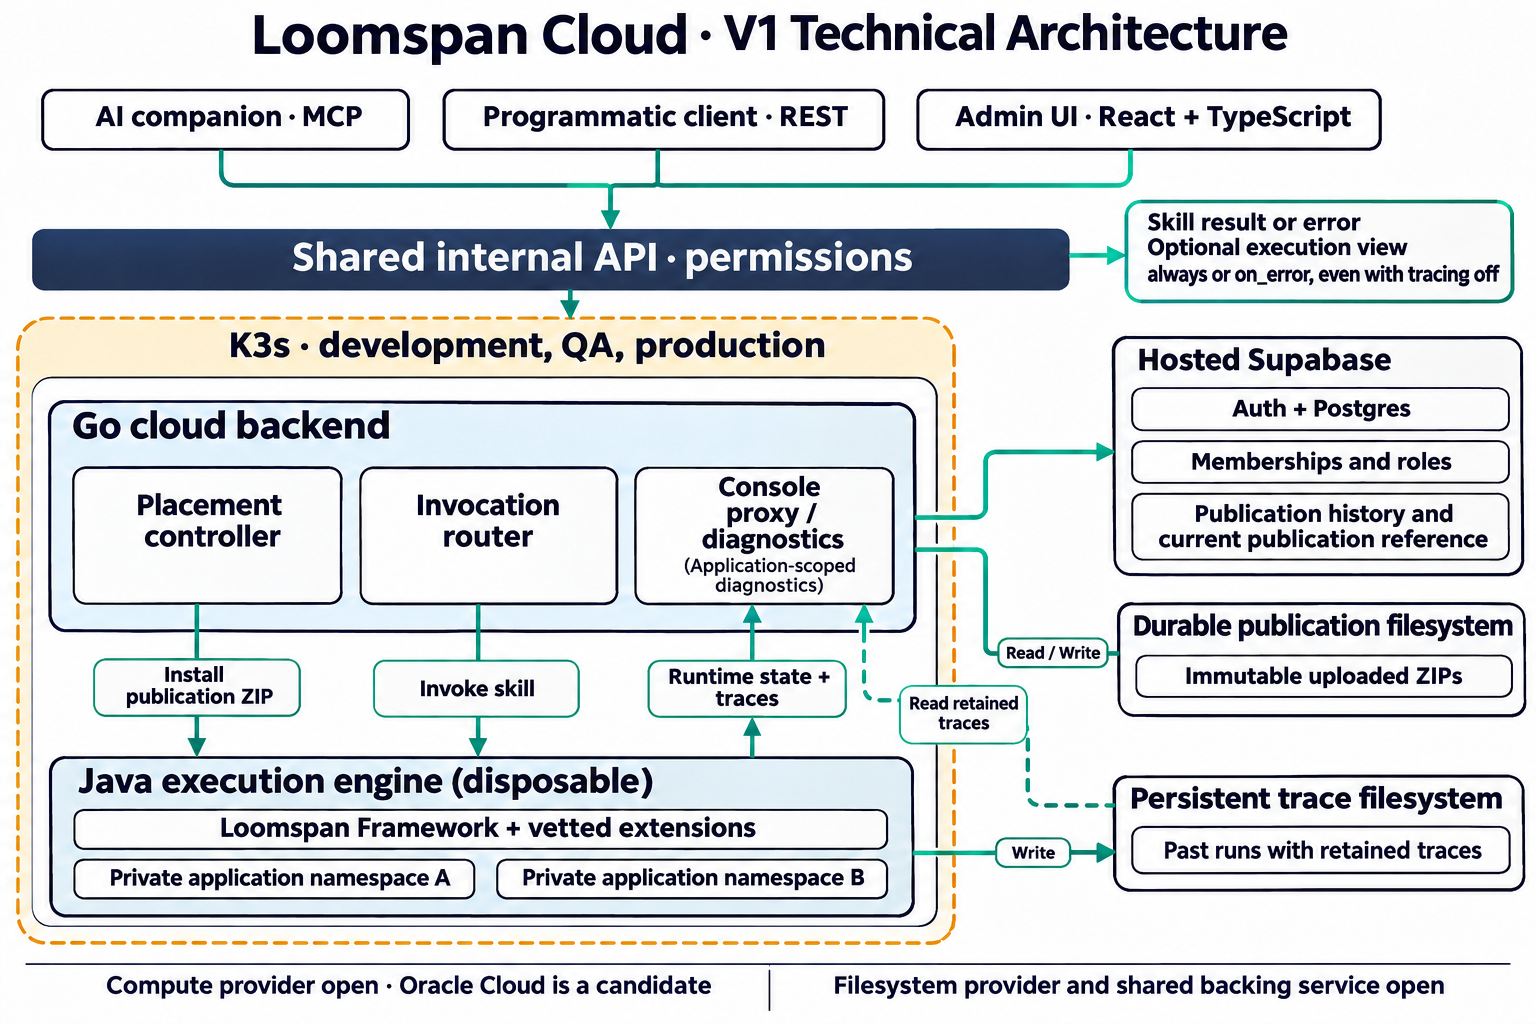 Loomspan Cloud · V1 Technical Architecture
AI companion · MCP
Programmatic client · REST
Admin UI · React + TypeScript
Shared internal API · permissions
Skill result or error
Optional execution view
always or on_error, even with tracing off
K3s · development, QA, production
Go cloud backend
Placement
controller
Invocation
router
Console
proxy /
diagnostics
(Application-scoped
diagnostics)
Hosted Supabase
Auth + Postgres
Memberships and roles
Publication history and
current publication reference
Durable publication filesystem
Read / Write
Immutable uploaded ZIPs
Install
publication ZIP
Invoke skill
Runtime state +
traces
Read retained
traces
Java execution engine (disposable)
Loomspan Framework + vetted extensions
Private application namespace A
Private application namespace B
Write
Persistent trace filesystem
Past runs with retained traces
Compute provider open · Oracle Cloud is a candidate
Filesystem provider and shared backing service open